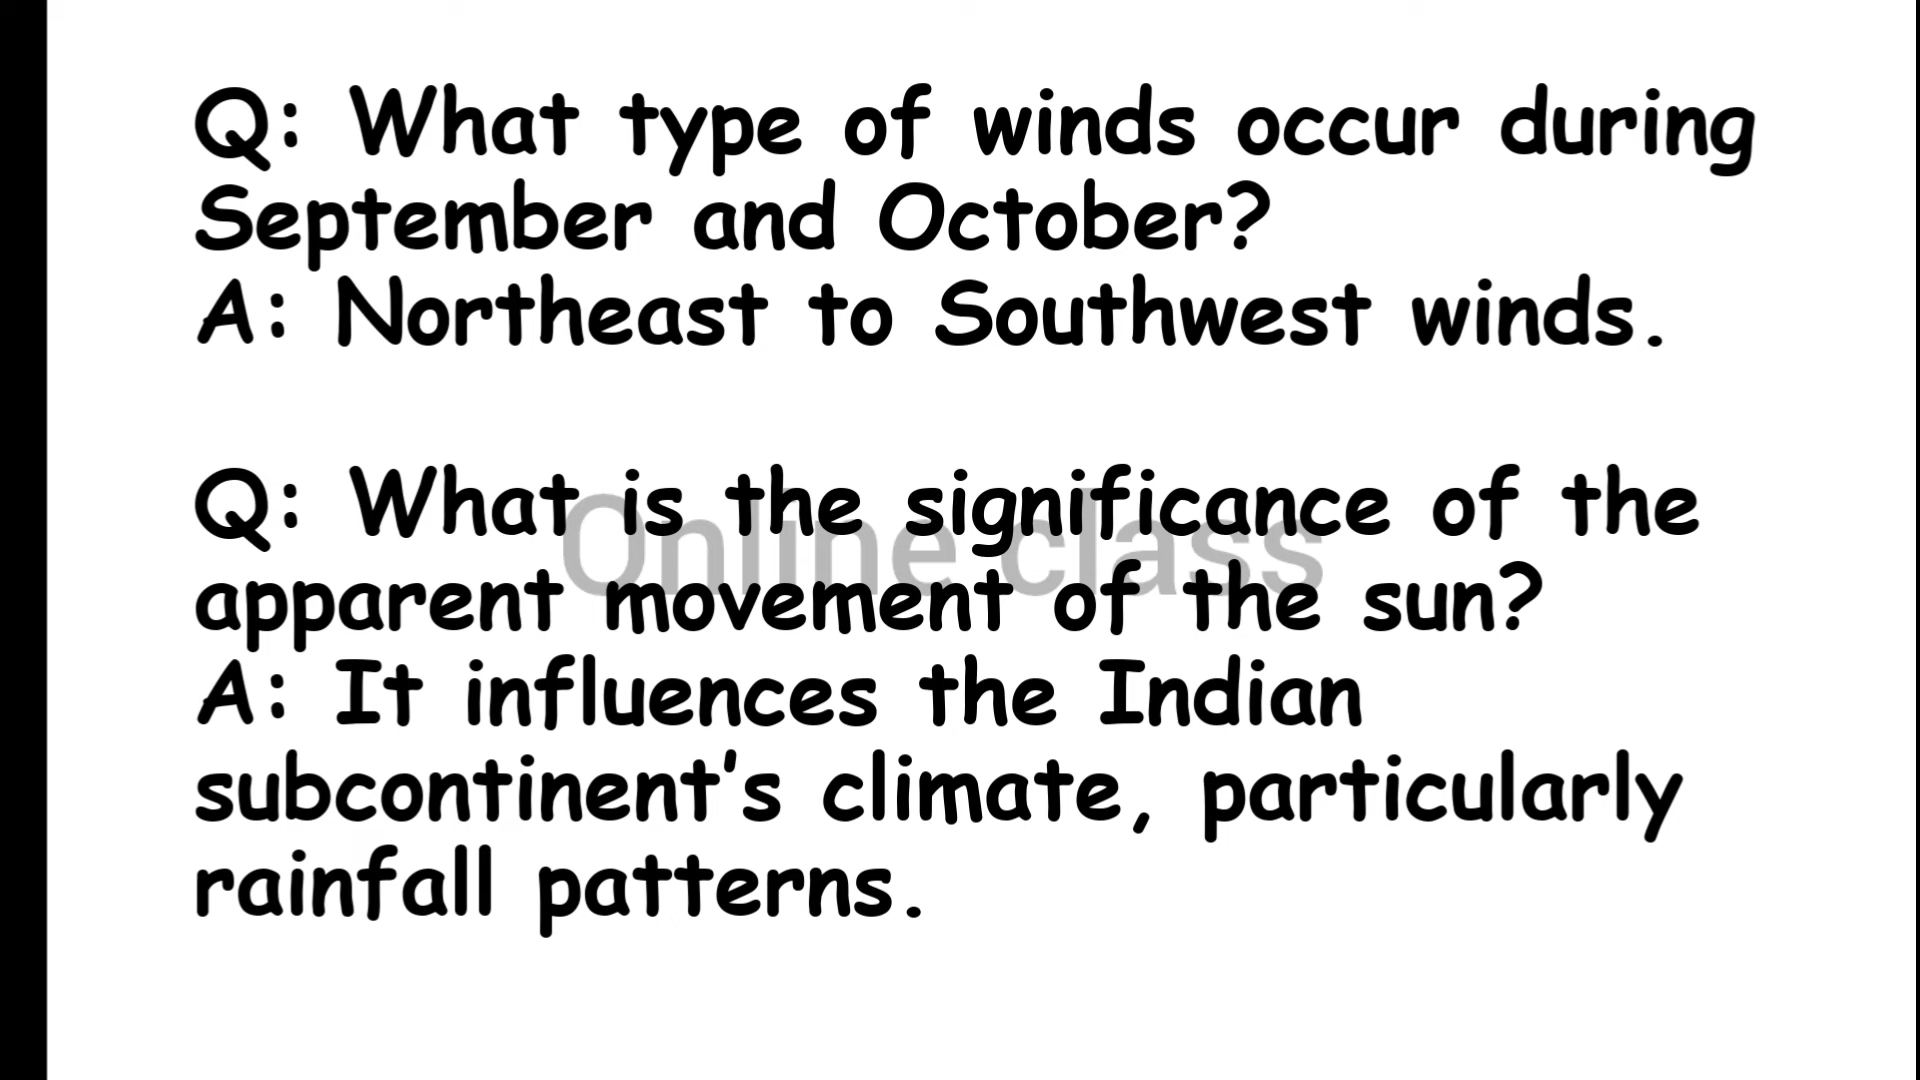 Q: What type of winds occur during
September and October?
A: Northeast to Southwest winds.
Q: What is the significance of the
apparent movement of the sun?
A: It influences the Indian
subcontinent's climate, particularly
rainfall patterns.
Online class